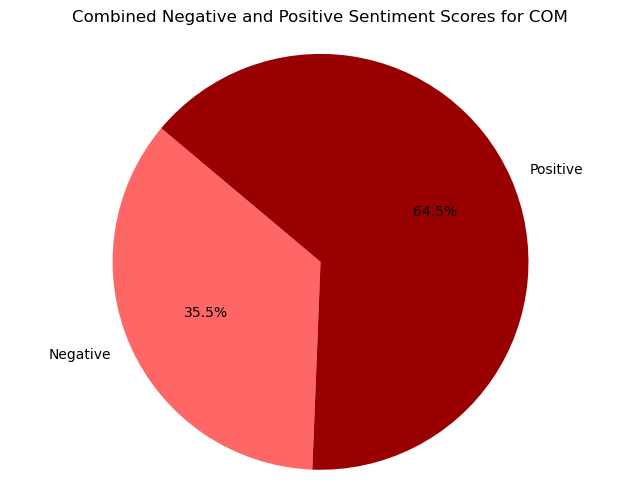 Combined Negative and Positive Sentiment Scores for COM
Positive
64.5%
35.5%
Negative